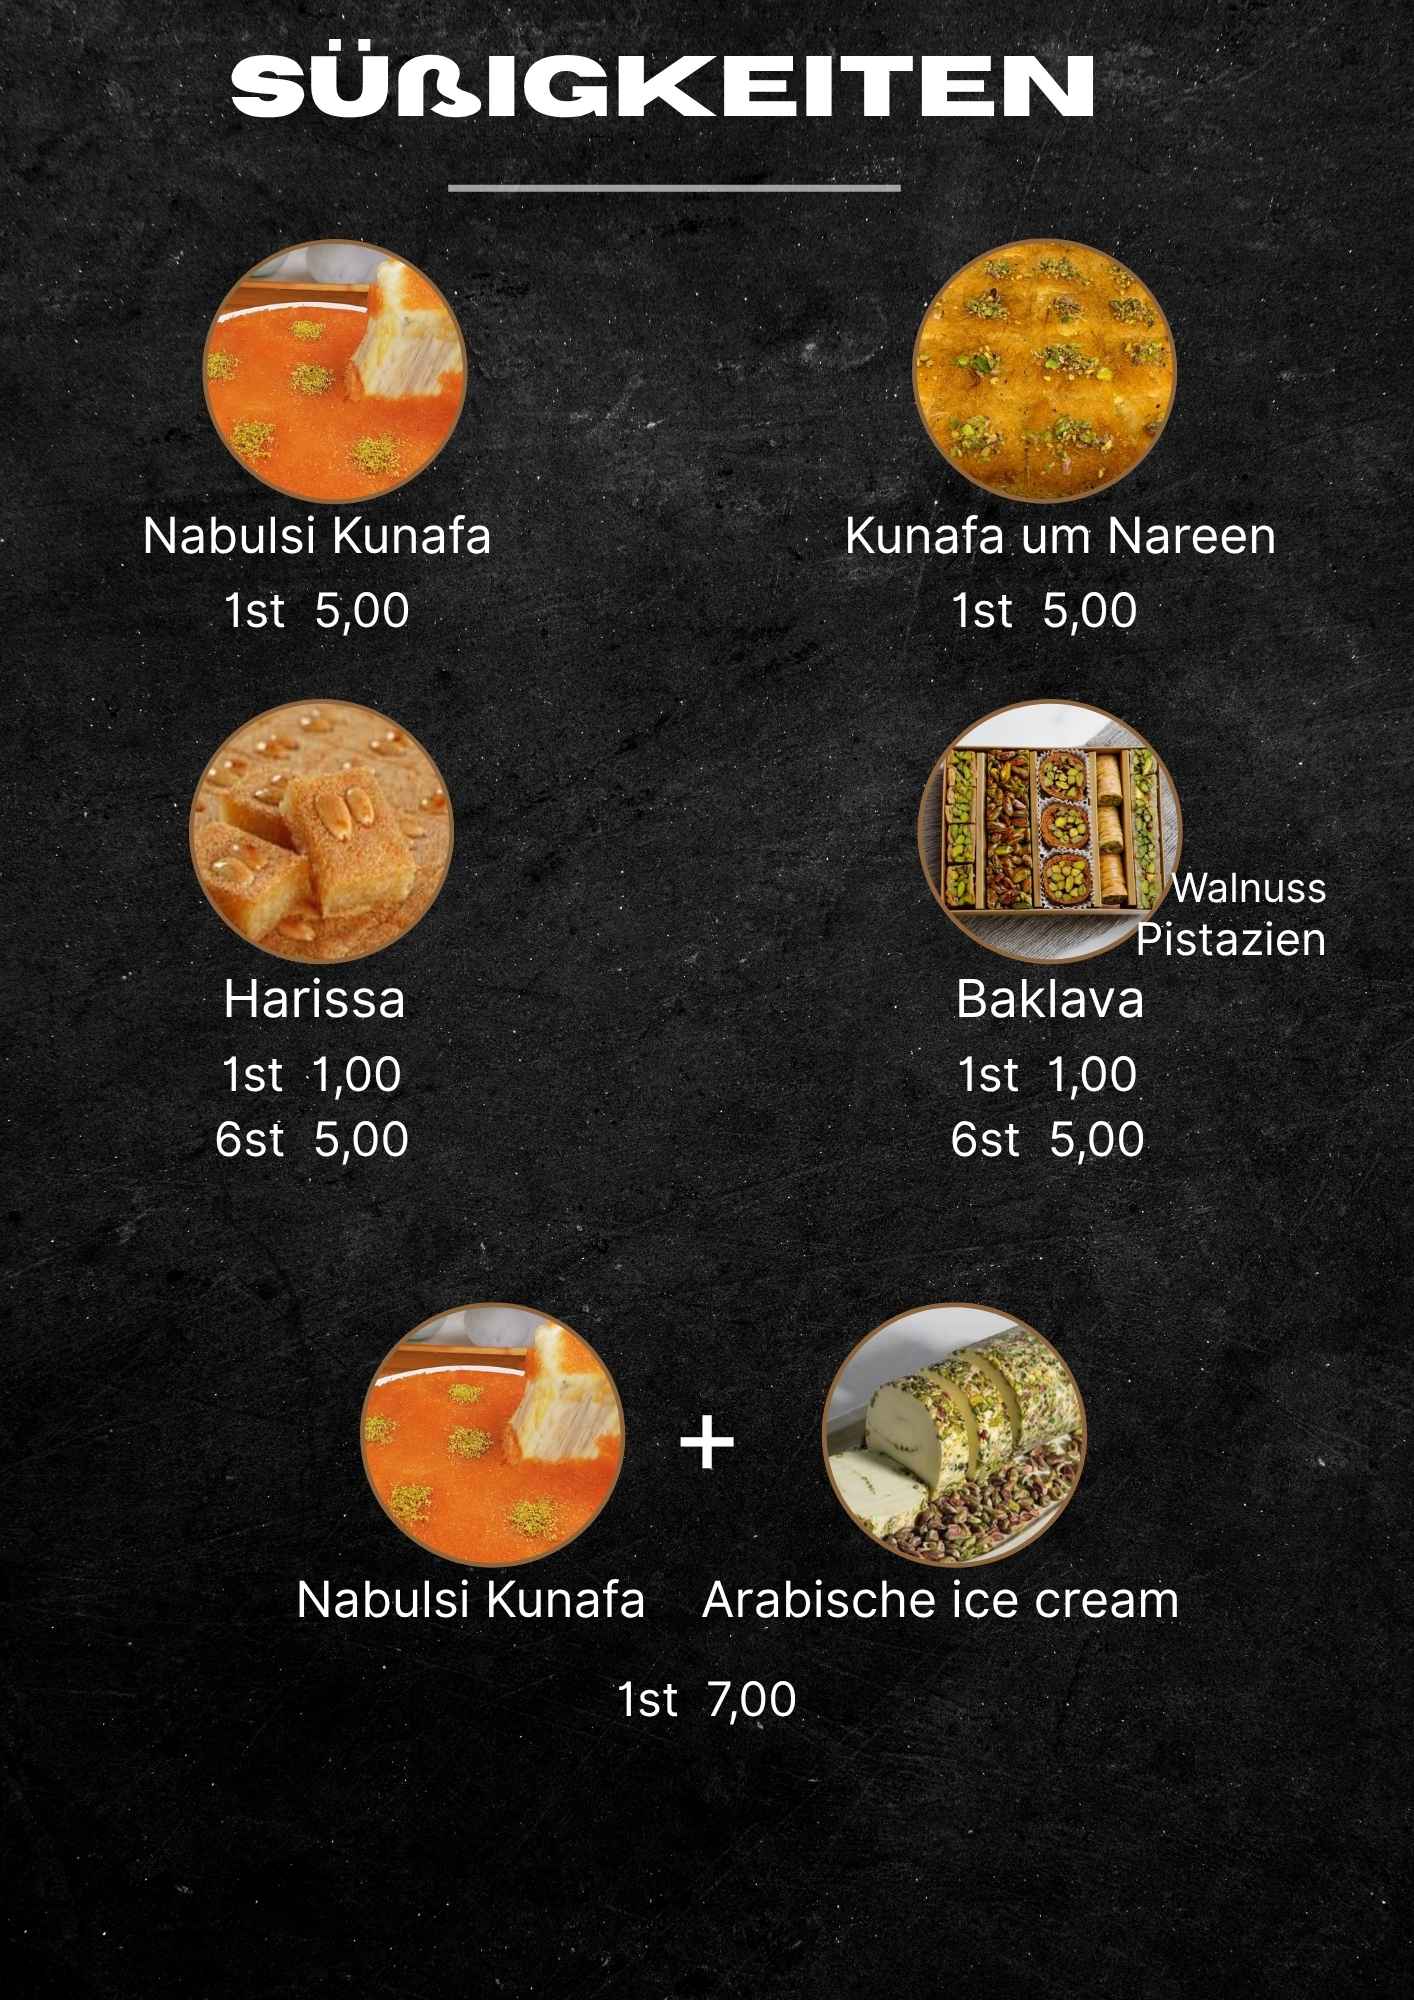 SÜßIGKEITEN
Nabulsi Kunafa
1st 5,00
Kunafa um Nareen
1st 5,00
Harissa
1st 1,00
6st 5,00
Walnuss
Pistazien
Baklava
1st 1,00
6st 5,00
Nabulsi Kunafa + Arabische ice cream
1st 7,00